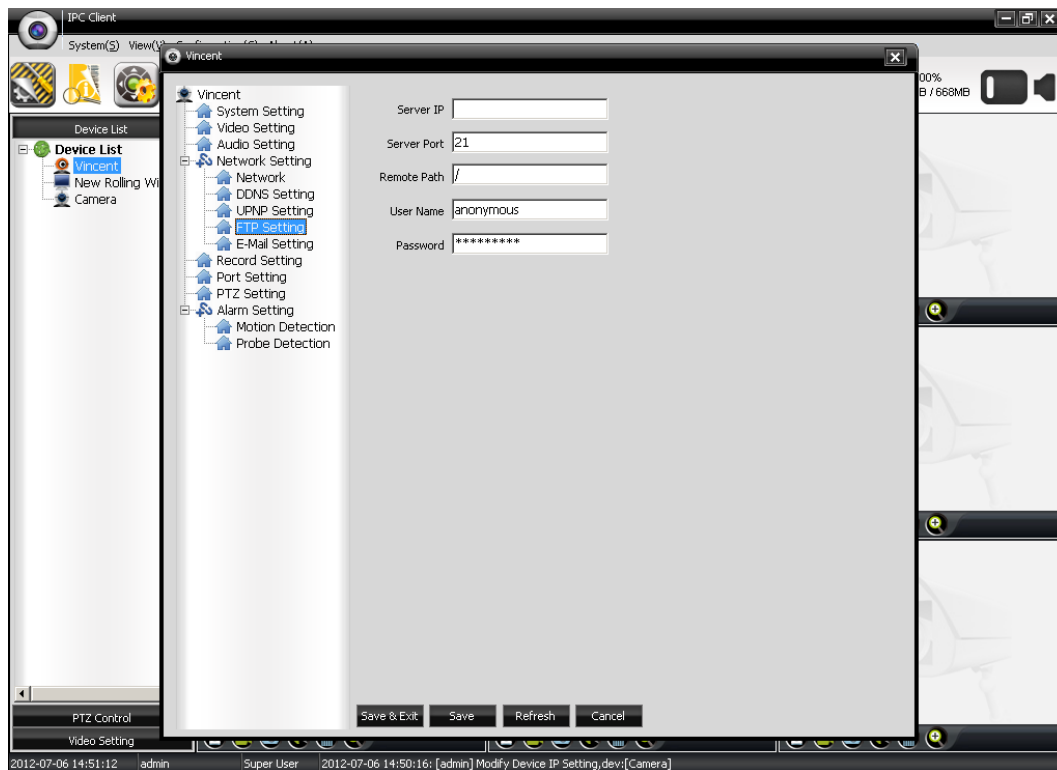 IPC Client
System(S) View(
Vincent
00%
B / 668MB
Device List
Device List
Vincent
New Rolling Wi
Camera
Vincent
System Setting
Video Setting
Audio Setting
Network Setting
Network
DDNS Setting
UPNP Setting
FTP Setting
E-Mail Setting
Record Setting
Port Setting
PTZ Setting
Alarm Setting
Motion Detection
Probe Detection
Server IP
Server Port 21
Remote Path /
User Name anonymous
Password *********
Save & Exit Save Refresh Cancel
PTZ Control
Video Setting
2012-07-06 14:51:12 admin Super User 2012-07-06 14:50:16: [admin] Modify Device IP Setting,dev:[Camera]